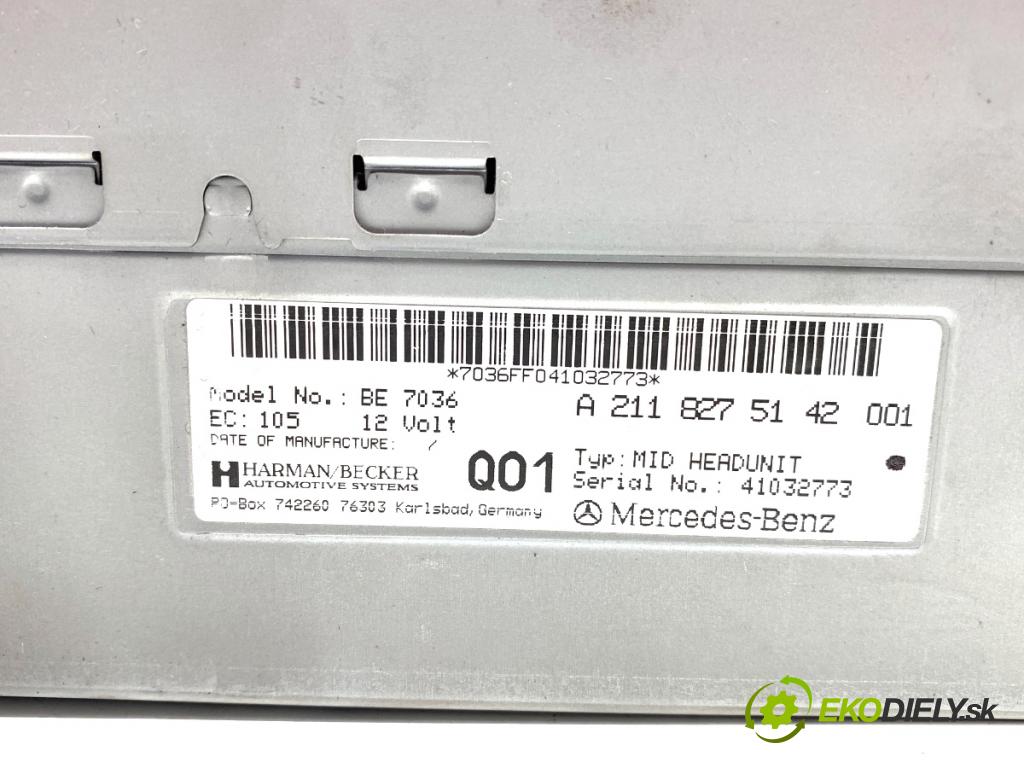 *7036FF041032773*
Model No.: BE 7036
A 211 827 51 42 001
EC: 105 12 Volt
DATE OF MANUFACTURE: /
HARMAN/BECKER
AUTOMOTIVE SYSTEMS
Q01
Typ: MID HEADUNIT
Serial No.: 41032773
PO-Box 742260 76303 Karlsbad, Germany
Mercedes-Benz
EKODIELY.sk